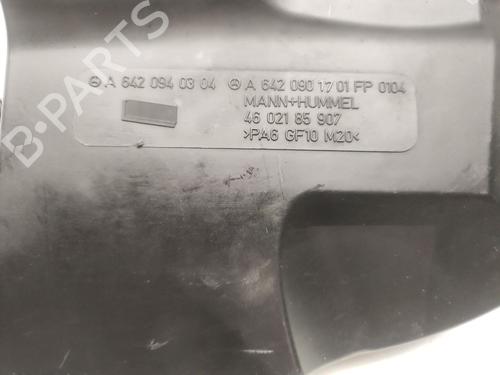 A 642 094 03 04 A 642 090 17 01 FP 0104
MANN+HUMMEL
46 021 85 907
>PA6 GF10 M20<
B-PARTS